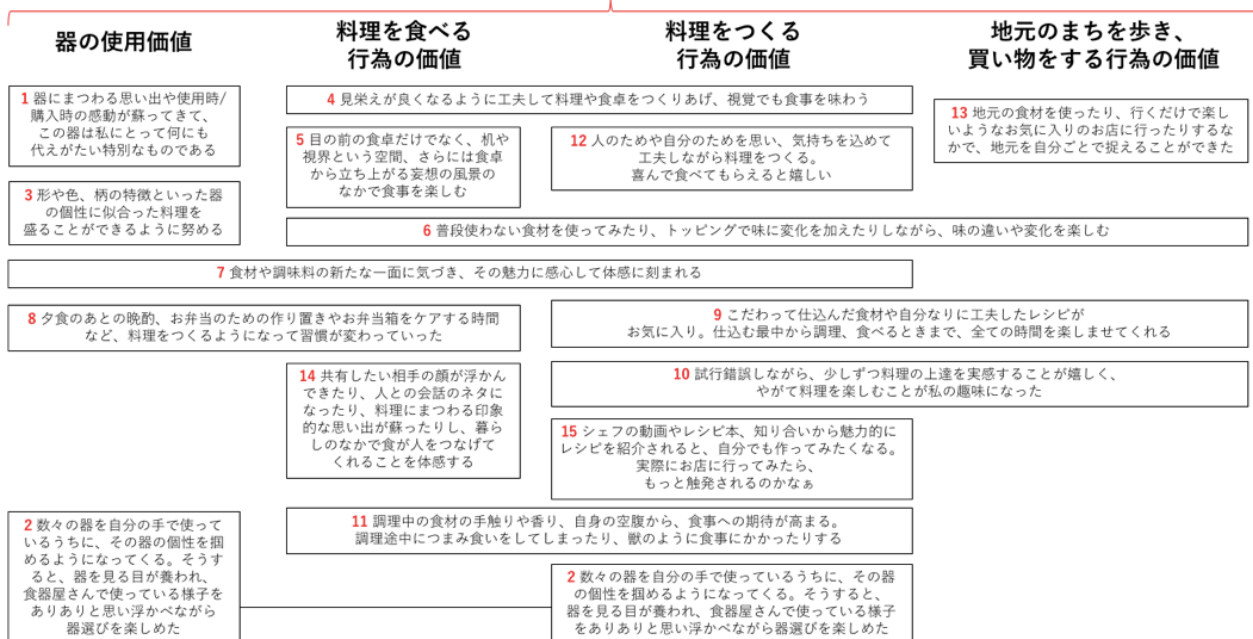 器の使用価値
料理を食べる
行為の価値
料理をつくる
行為の価値
地元のまちを歩き、
買い物をする行為の価値
1 器にまつわる思い出や使用時/
購入時の感動が蘇ってきて、
この器は私にとって何にも
代えがたい特別なものである
4 見栄えが良くなるように工夫して料理や食卓をつくりあげ、視覚でも食事を味わう
13 地元の食材を使ったり、行くだけで楽し
いようなお気に入りのお店に行ったりするな
かで、地元を自分ごとで捉えることができた
5 目の前の食卓だけでなく、机や
視界という空間、さらには食卓
から立ち上がる妄想の風景の
なかで食事を楽しむ
12 人のためや自分のためを思い、気持ちを込めて
工夫しながら料理をつくる。
喜んで食べてもらえると嬉しい
3 形や色、柄の特徴といった器
の個性に似合った料理を
盛ることができるように努める
6 普段使わない食材を使ってみたり、トッピングで味に変化を加えたりしながら、味の違いや変化を楽しむ
7 食材や調味料の新たな一面に気づき、その魅力に感心して体感に刻まれる
8 夕食のあとの晩酌、お弁当のための作り置きやお弁当箱をケアする時間
など、料理をつくるようになって習慣が変わっていった
9 こだわって仕込んだ食材や自分なりに工夫したレシピが
お気に入り。仕込む最中から調理、食べるときまで、全ての時間を楽しませてくれる
14 共有したい相手の顔が浮かん
できたり、人との会話のネタに
なったり、料理にまつわる印象
的な思い出が蘇ったりし、暮ら
しのなかで食が人をつなげて
くれることを体感する
10 試行錯誤しながら、少しずつ料理の上達を実感することが嬉しく、
やがて料理を楽しむことが私の趣味になった
15 シェフの動画やレシピ本、知り合いから魅力的に
レシピを紹介されると、自分でも作ってみたくなる。
実際にお店に行ってみたら、
もっと触発されるのかなぁ
11 調理中の食材の手触りや香り、自身の空腹から、食事への期待が高まる。
調理途中につまみ食いをしてしまったり、獣のように食事にかかったりする
2 数々の器を自分の手で使って
いるうちに、その器の個性を掴
めるようになってくる。そうす
ると、器を見る目が養われ、
食器屋さんで使っている様子を
ありありと思い浮かべながら
器選びを楽しめた
2 数々の器を自分の手で使っているうちに、その器
の個性を掴めるようになってくる。そうすると、
器を見る目が養われ、食器屋さんで使っている様子
をありありと思い浮かべながら器選びを楽しめた